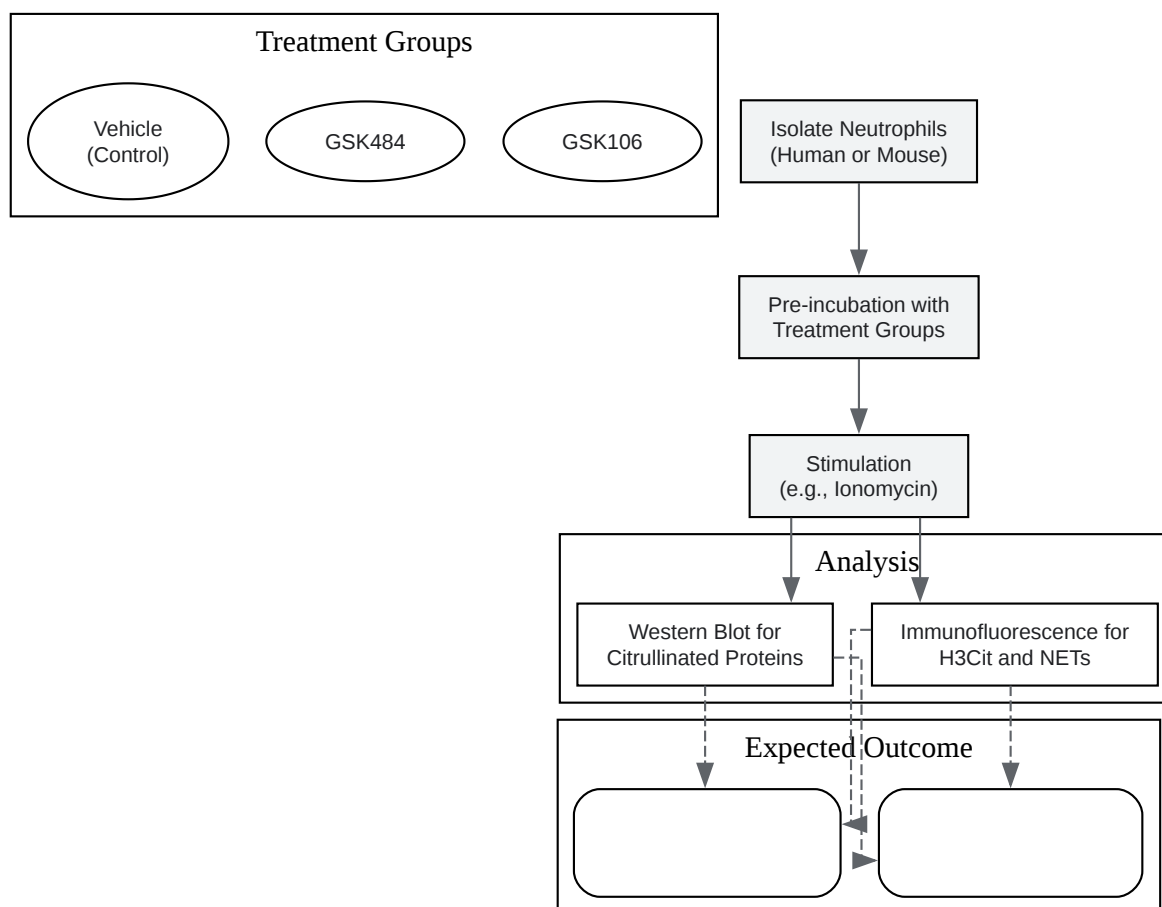 Treatment Groups
Vehicle
(Control)
GSK484
GSK106
Isolate Neutrophils
(Human or Mouse)
Pre-incubation with
Treatment Groups
Stimulation
(e.g., Ionomycin)
Analysis
Western Blot for
Citrullinated Proteins
Immunofluorescence for
H3Cit and NETs
Expected Outcome